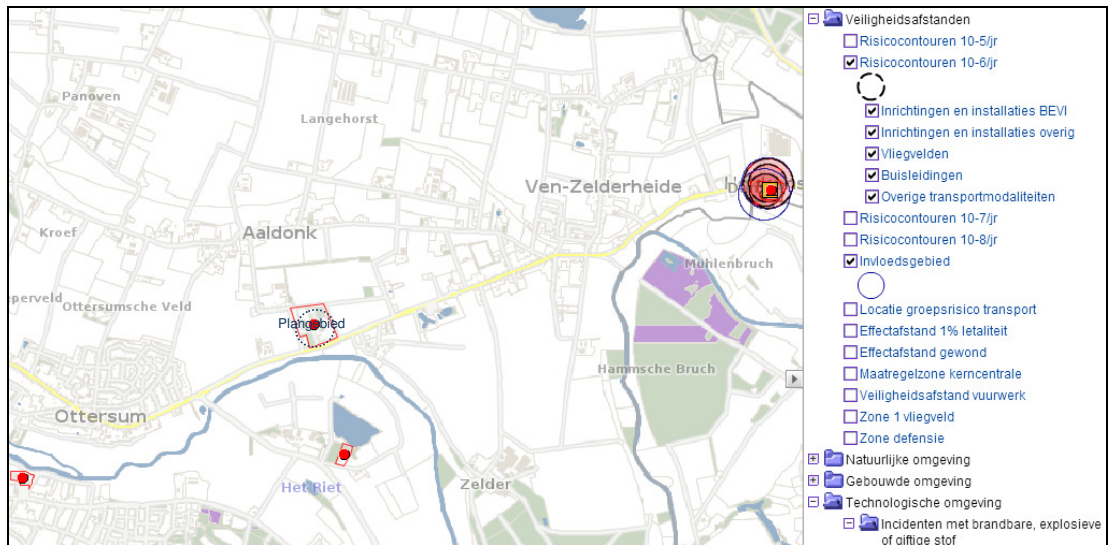 Panoven
Langehorst
Ven-Zelderheide
Aaldonk
Kroef
Ottersumsche Veld
Plangebied
Mühlenbruch
Hammsche Bruch
Ottersum
Het Riet
Zelder
Veiligheidsafstanden
Risicocontouren 10-5/jr
Risicocontouren 10-6/jr
Inrichtingen en installaties BEVI
Inrichtingen en installaties overig
Vliegvelden
Buisleidingen
Overige transportmodaliteiten
Risicocontouren 10-7/jr
Risicocontouren 10-8/jr
Invloedsgebied
Locatie groepsrisico transport
Effectafstand 1% letaliteit
Effectafstand gewond
Maatregelzone kerncentrale
Veiligheidsafstand vuurwerk
Zone 1 vliegveld
Zone defensie
Natuurlijke omgeving
Gebouwde omgeving
Technologische omgeving
Incidenten met brandbare, explosieve
of giftige stof